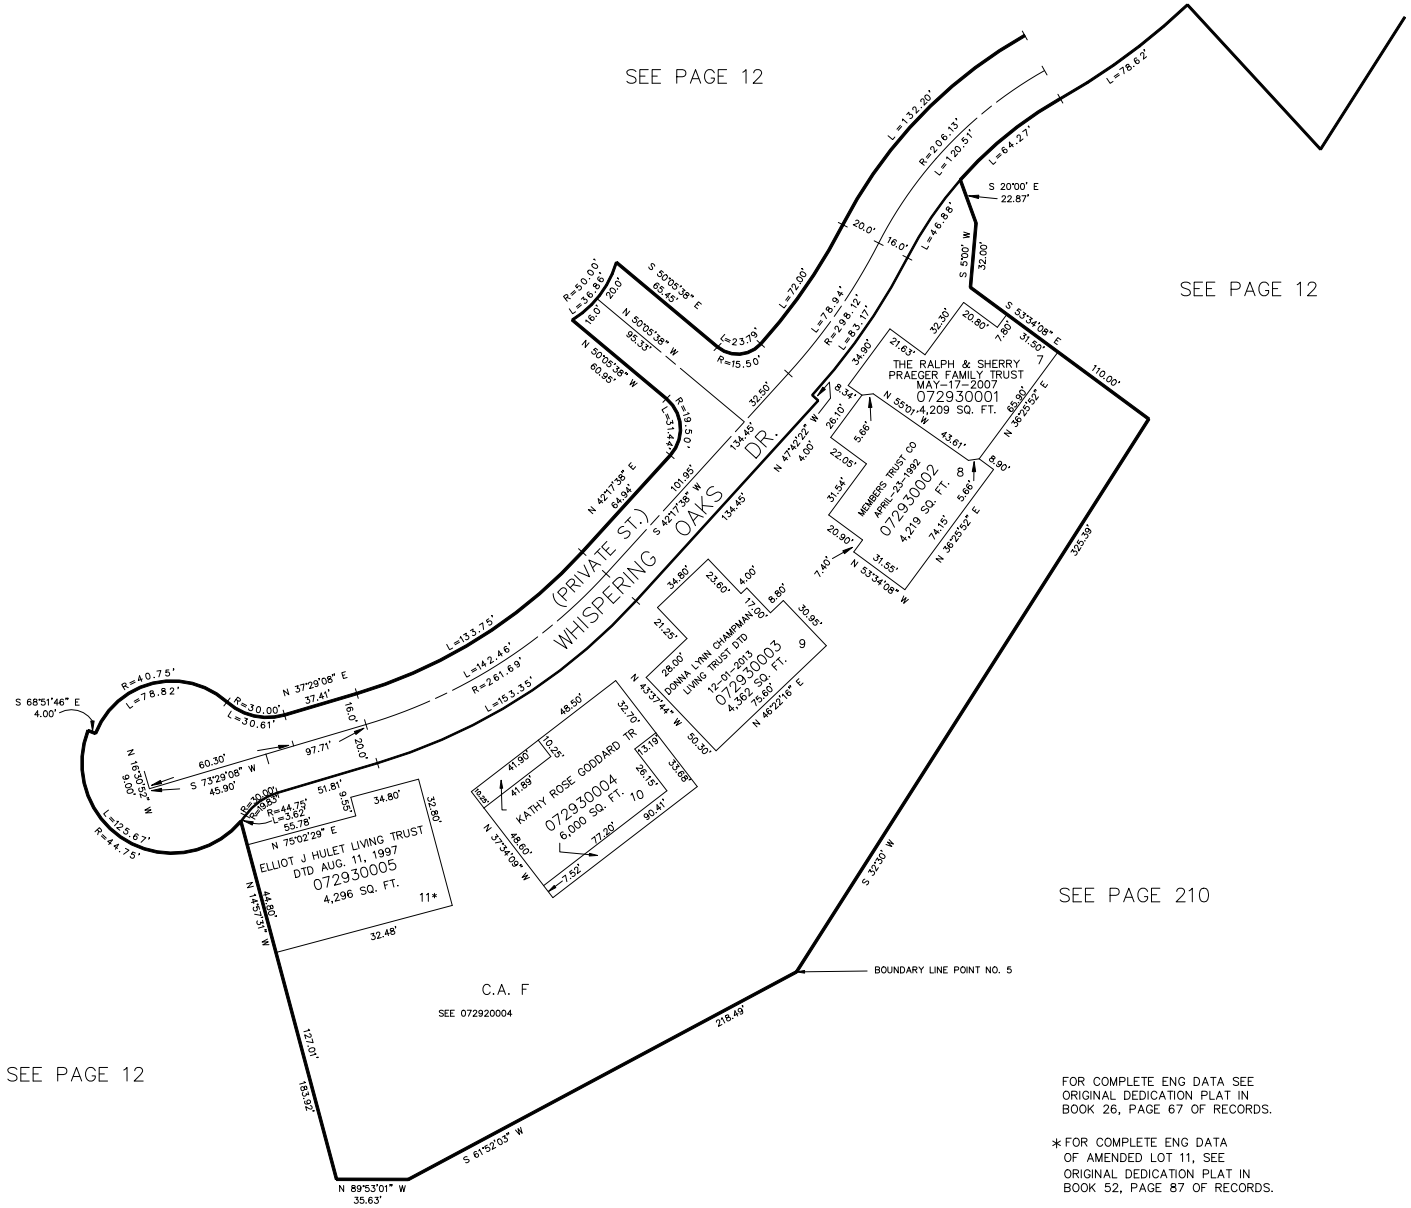 SEE PAGE 12
L=132.20'
R=206.13'
L=120.51'
L=64.27'
L=78.62'
S 20°00' E
22.87'
20.0'
16.0'
L=46.88'
S 5°00' W
32.00'
SEE PAGE 12
R=50.00'
L=36.86'
20.0'
16.0'
S 50°05'38" E
65.45'
N 50°05'38" W
95.33'
L=23.79'
R=15.50'
L=72.00'
L=78.94'
R=298.12'
L=83.17'
N 50°05'38" W
60.95'
S 53°34'08" E
31.50'
7
110.00'
20.80'
7.80'
32.30'
21.63'
34.90'
THE RALPH & SHERRY
PRAEGER FAMILY TRUST
MAY-17-2007
072930001
4,209 SQ. FT.
65.90'
N 36°25'52" E
N 55°01' W
43.61'
8.34'
26.10'
5.66'
22.05'
31.54'
20.90'
7.40'
31.55'
N 53°34'08" W
MEMBERS TRUST CO
APRIL-23-1992
072930002
4,219 SQ. FT.
8
8.90'
5.66'
74.15'
N 36°25'52" E
R=19.50'
L=31.44'
32.50'
134.45'
N 47°42'22" W
4.00'
N 42°17'38" E
64.94'
101.95'
S 42°17'38" W
134.45'
(PRIVATE ST.)
WHISPERING OAKS DR.
325.39'
34.80'
23.60'
4.00'
17.00'
8.80'
30.95'
21.25'
28.00'
DONNA LYNN CHAMPMAN
LIVING TRUST DTD
12-01-2013
072930003
4,362 SQ. FT.
9
75.60'
N 46°22'16" E
N 43°37'44" W
50.30'
L=133.75'
L=142.46'
R=261.69'
L=153.35'
R=40.75'
L=78.82'
S 68°51'46" E
4.00'
R=30.00'
L=30.61'
N 37°29'08" E
37.41'
16.0'
20.0'
N 16°30'52" W
9.00'
60.30'
97.71'
S 73°29'08" W
45.90'
L=125.67'
R=44.75'
48.50'
32.70'
10.25'
41.90'
41.89'
10.25'
13.19'
26.15'
33.68'
KATHY ROSE GODDARD TR
072930004
6,000 SQ. FT.
10
90.41'
77.20'
7.52'
48.60'
N 37°34'09" W
R=30.00'
L=19.83'
R=44.75'
L=3.62'
51.81'
55.78'
9.55'
34.80'
32.80'
N 75°02'29" E
ELLIOT J HULET LIVING TRUST
DTD AUG. 11, 1997
072930005
4,296 SQ. FT.
11*
44.80'
N 14°57'31" W
32.48'
S 32°30' W
SEE PAGE 210
BOUNDARY LINE POINT NO. 5
C.A. F
SEE 072920004
218.49'
127.01'
183.92'
SEE PAGE 12
S 61°52'03" W
N 89°53'01" W
35.63'
FOR COMPLETE ENG DATA SEE
ORIGINAL DEDICATION PLAT IN
BOOK 26, PAGE 67 OF RECORDS.
* FOR COMPLETE ENG DATA
OF AMENDED LOT 11, SEE
ORIGINAL DEDICATION PLAT IN
BOOK 52, PAGE 87 OF RECORDS.